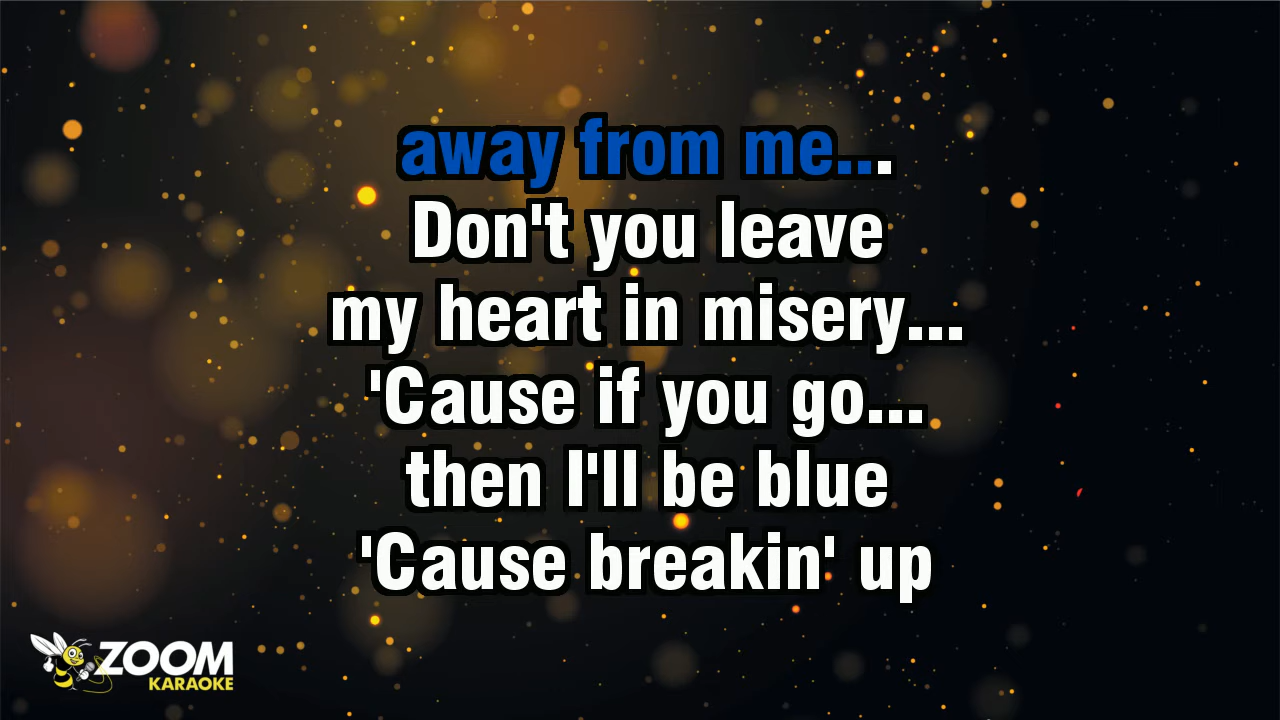 away from me...
Don't you leave
my heart in misery...
'Cause if you go...
then I'll be blue
'Cause breakin' up
ZOOM
KARAOKE